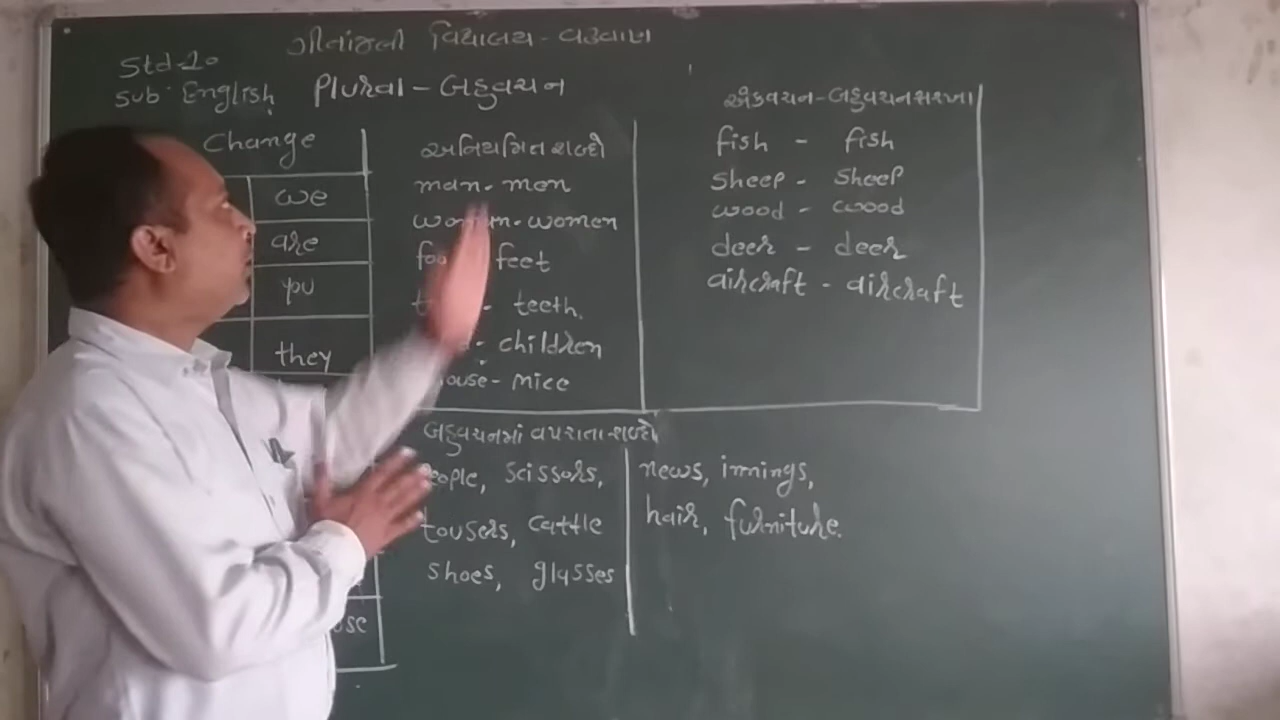 ગીતાંજલી વિદ્યાલય - વઢવાણ
Std-10
Sub: English
Plural - બહુવચન
Change
we
are
you
they
અનિયમિત શબ્દો
man - men
women
feet
teeth
- children
mice
એકવચન - બહુવચન સરખા
fish - fish
sheep - sheep
wood - wood
deer - deer
aircraft - aircraft
બહુવચનમાં વપરાતા શબ્દો
scissors,
tousers, cattle
shoes, glasses
news, innings,
hair, furniture.